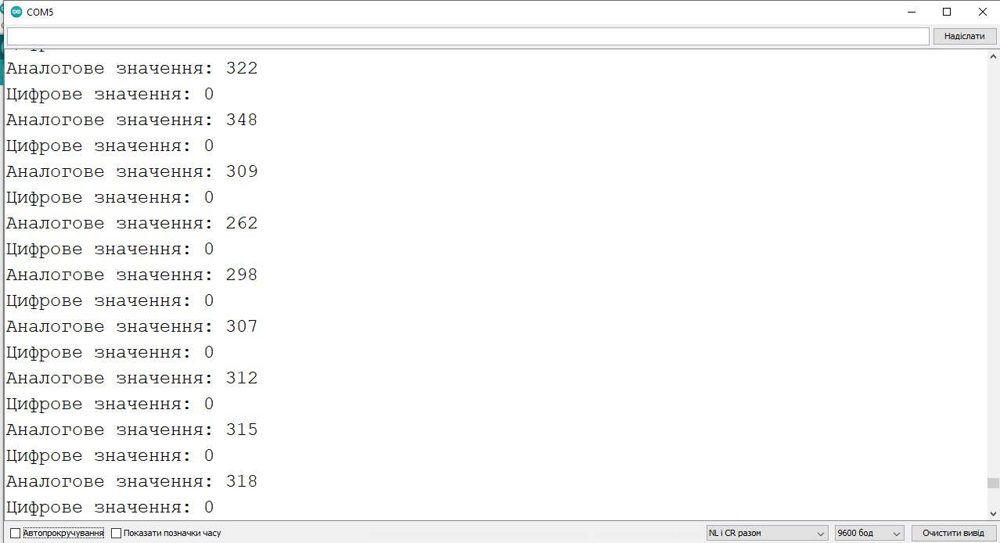 COM5
Надіслати
Аналогове значення: 322
Цифрове значення: 0
Аналогове значення: 348
Цифрове значення: 0
Аналогове значення: 309
Цифрове значення: 0
Аналогове значення: 262
Цифрове значення: 0
Аналогове значення: 298
Цифрове значення: 0
Аналогове значення: 307
Цифрове значення: 0
Аналогове значення: 312
Цифрове значення: 0
Аналогове значення: 315
Цифрове значення: 0
Аналогове значення: 318
Цифрове значення: 0
Автопрокручування Показати позначки часу NL і CR разом 9600 бод Очистити вивід